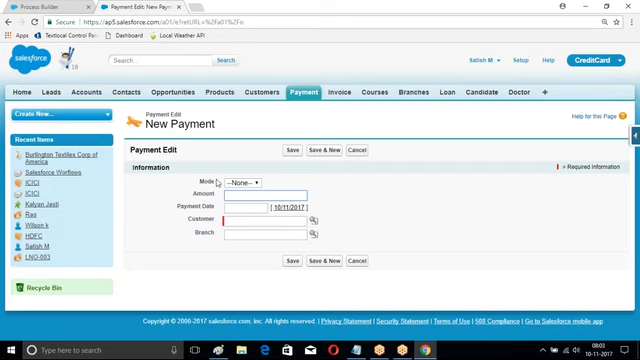 Process Builder
Payment Edit: New Paym
Secure https://ap5.salesforce.com/a01/e?retURL=%2Fa01%2Fo
Apps Textlocal Control Pan Download Local Weather API
salesforce
18
Search... Search
Satish M Setup Help CreditCard
Home Leads Accounts Contacts Opportunities Products Customers Payment Invoice Courses Branches Loan Candidate Doctor +
Create New...
Recent Items
Burlington Textiles Corp of
America
Salesforce Worflows
ICICI
ICICI
Kalyan Jasti
Rag
Wilson k
HDFC
Satish M
LNO-003
Recycle Bin
Payment Edit
New Payment
Help for this Page
Payment Edit Save Save & New Cancel
Information = Required Information
Mode --None--
Amount
Payment Date [ 10/11/2017 ]
Customer
Branch
Save Save & New Cancel
Copyright © 2000-2017 salesforce.com, inc. All rights reserved. | Privacy Statement | Security Statement | Terms of Use | 508 Compliance | Go to Salesforce mobile app
Type here to search
08:03
10-11-2017